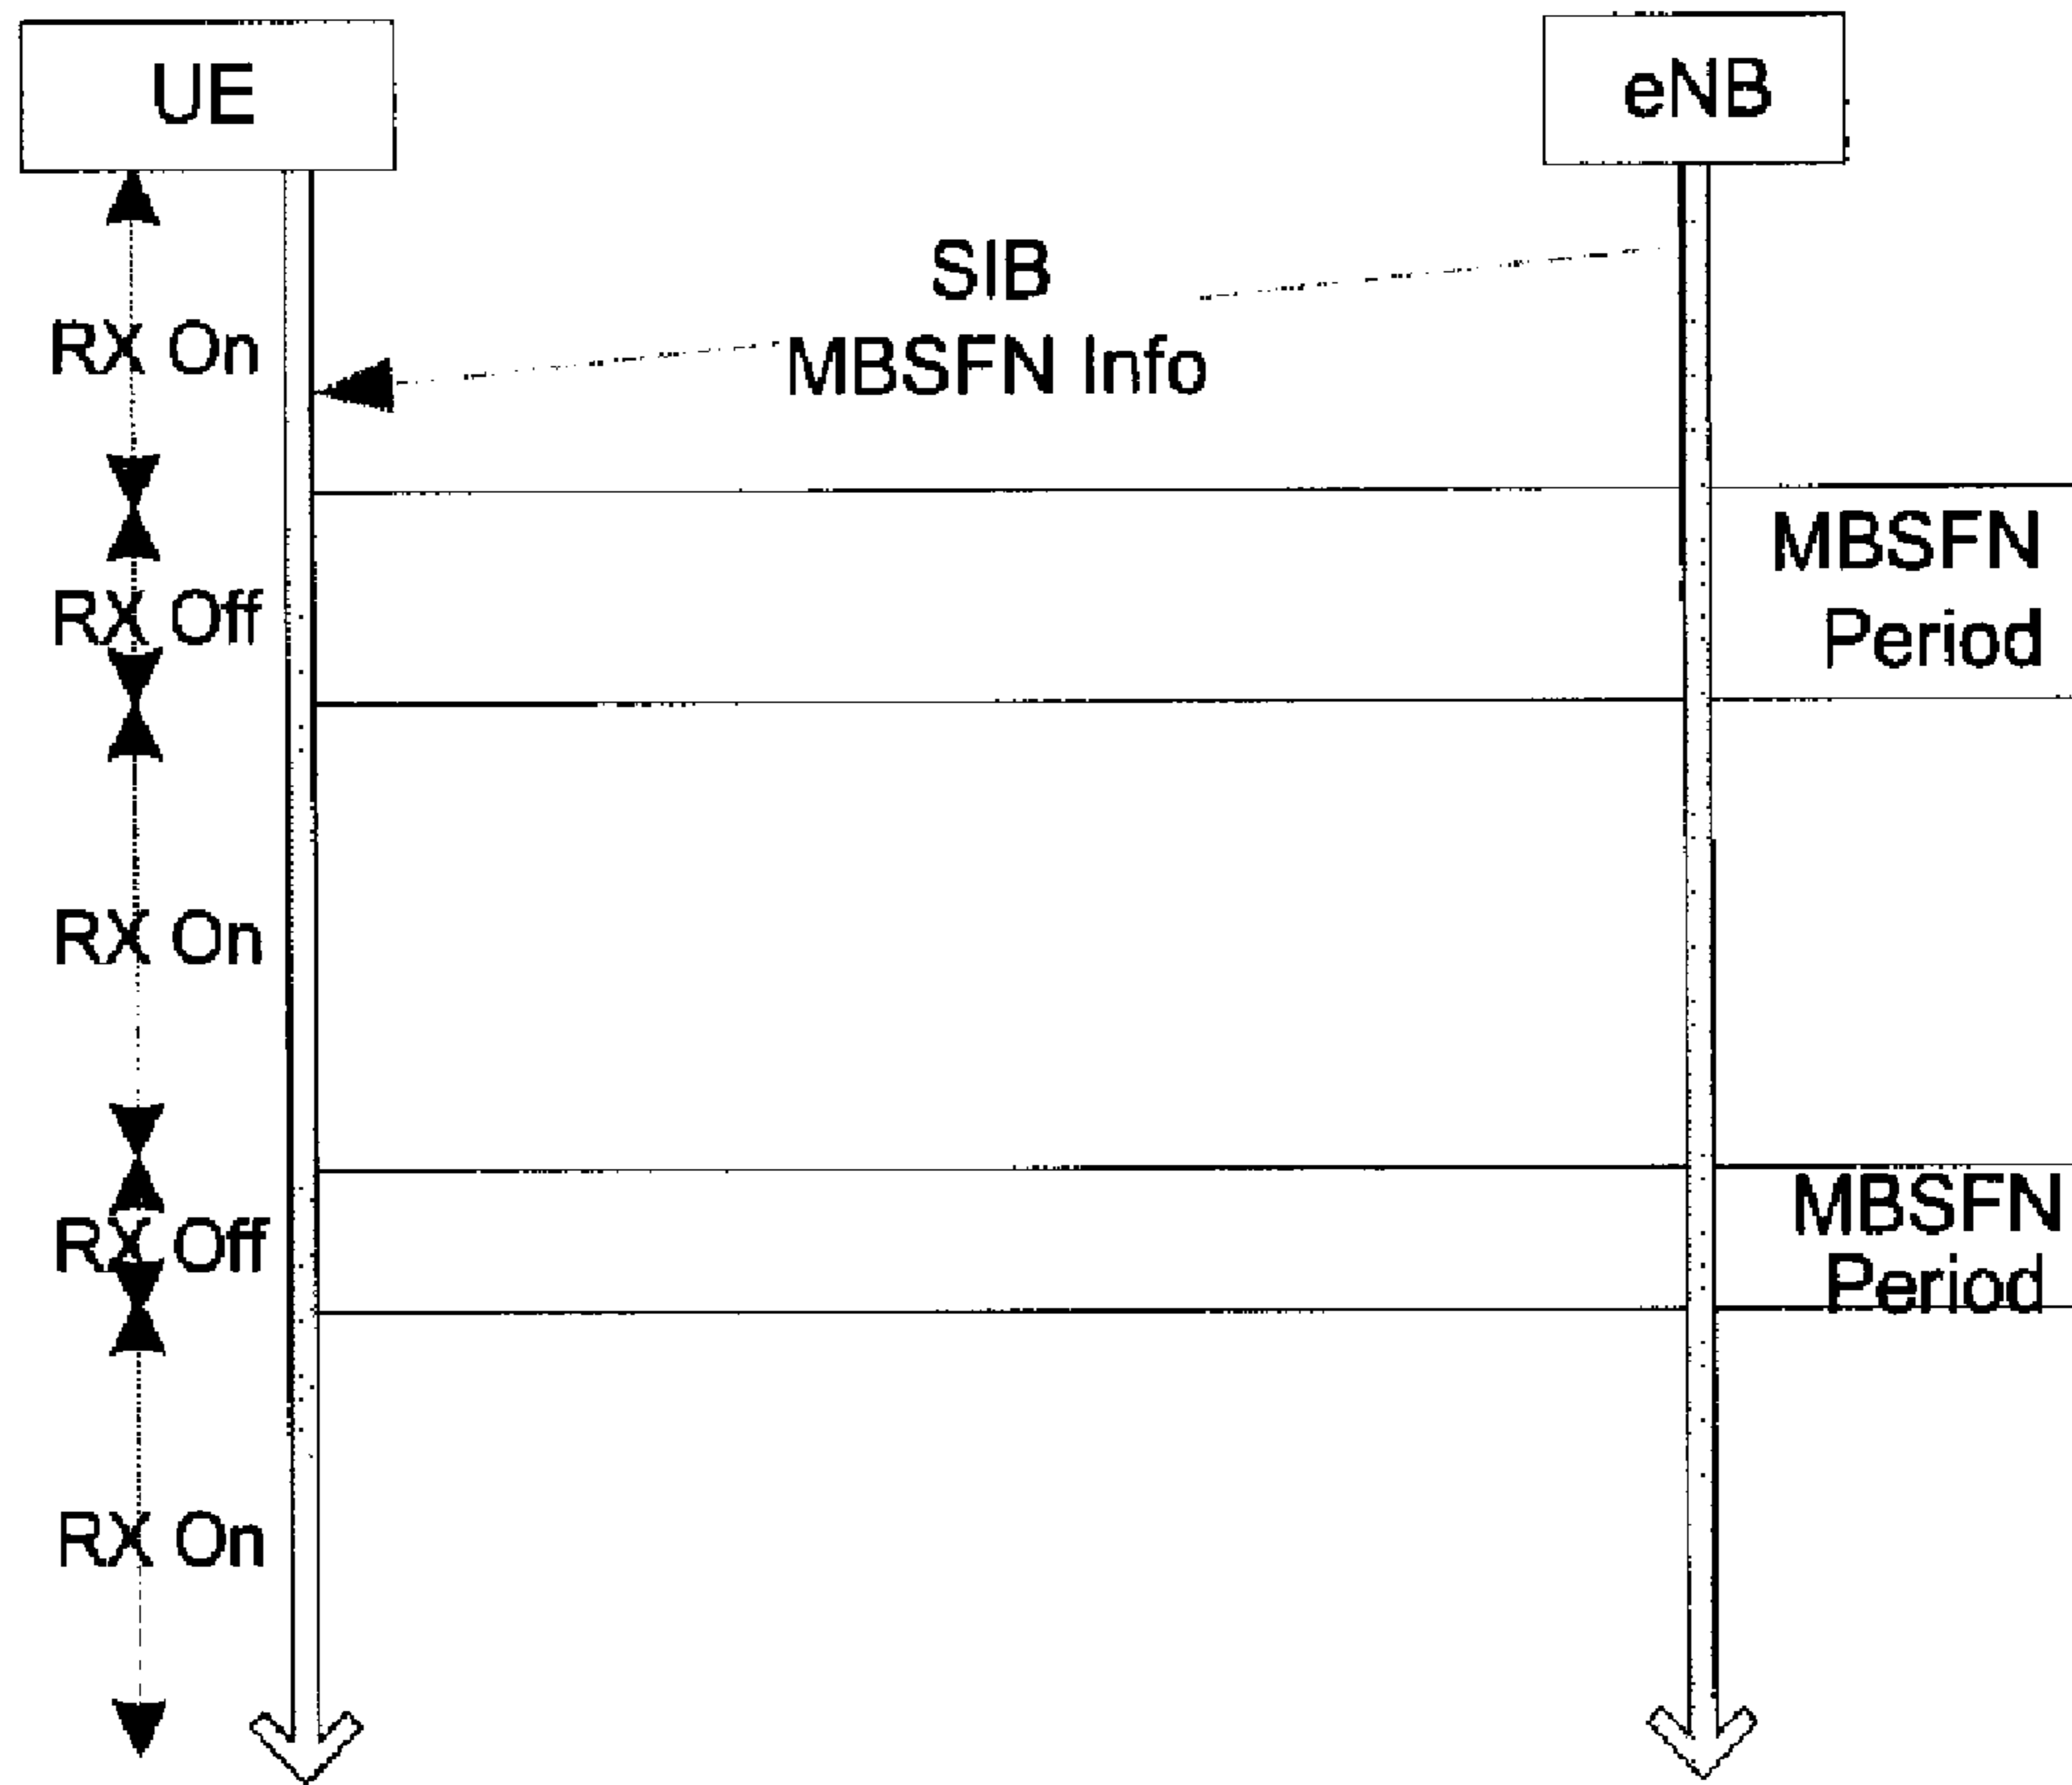 UE
eNB
SIB
MBSFN Info
RX On
MBSFN
Period
RX Off
RX On
MBSFN
Period
RX Off
RX On